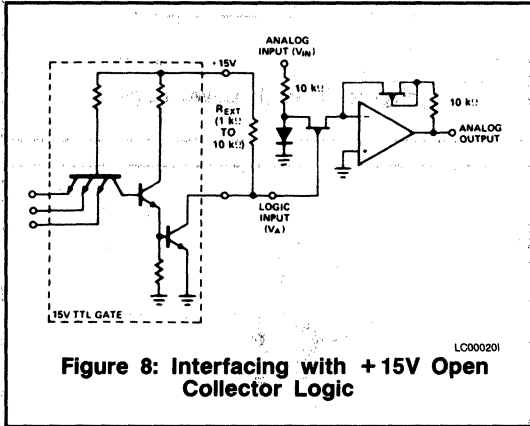 ANALOG
INPUT (VIN)
+15V
10 kΩ
REXT
(1 kΩ
TO
10 kΩ)
10 kΩ
ANALOG
OUTPUT
LOGIC
INPUT
(VA)
15V TTL GATE
LC00020I
Figure 8: Interfacing with +15V Open
Collector Logic